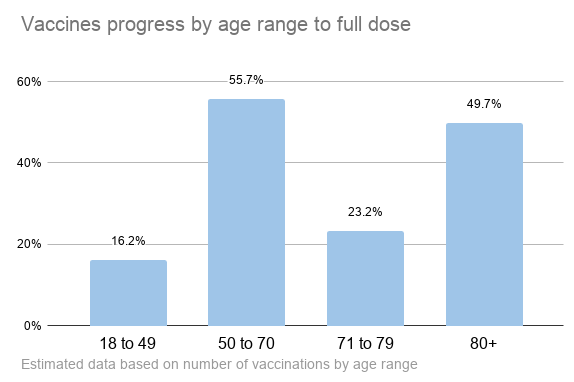 Vaccines progress by age range to full dose
60%
55.7%
49.7%
40%
23.2%
20%
16.2%
0%
18 to 49 50 to 70 71 to 79 80+
Estimated data based on number of vaccinations by age range